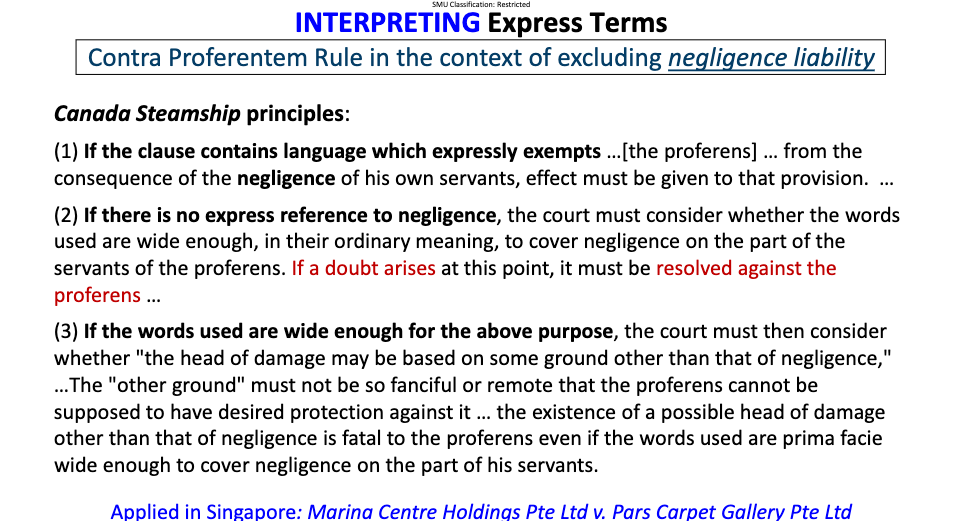 SMU Classification: Restricted
INTERPRETING Express Terms
Contra Proferentem Rule in the context of excluding negligence liability
Canada Steamship principles:
(1) If the clause contains language which expressly exempts …[the proferens] … from the
consequence of the negligence of his own servants, effect must be given to that provision.  …
(2) If there is no express reference to negligence, the court must consider whether the words
used are wide enough, in their ordinary meaning, to cover negligence on the part of the
servants of the proferens. If a doubt arises at this point, it must be resolved against the
proferens …
(3) If the words used are wide enough for the above purpose, the court must then consider
whether "the head of damage may be based on some ground other than that of negligence,"
…The "other ground" must not be so fanciful or remote that the proferens cannot be
supposed to have desired protection against it … the existence of a possible head of damage
other than that of negligence is fatal to the proferens even if the words used are prima facie
wide enough to cover negligence on the part of his servants.
Applied in Singapore: Marina Centre Holdings Pte Ltd v. Pars Carpet Gallery Pte Ltd